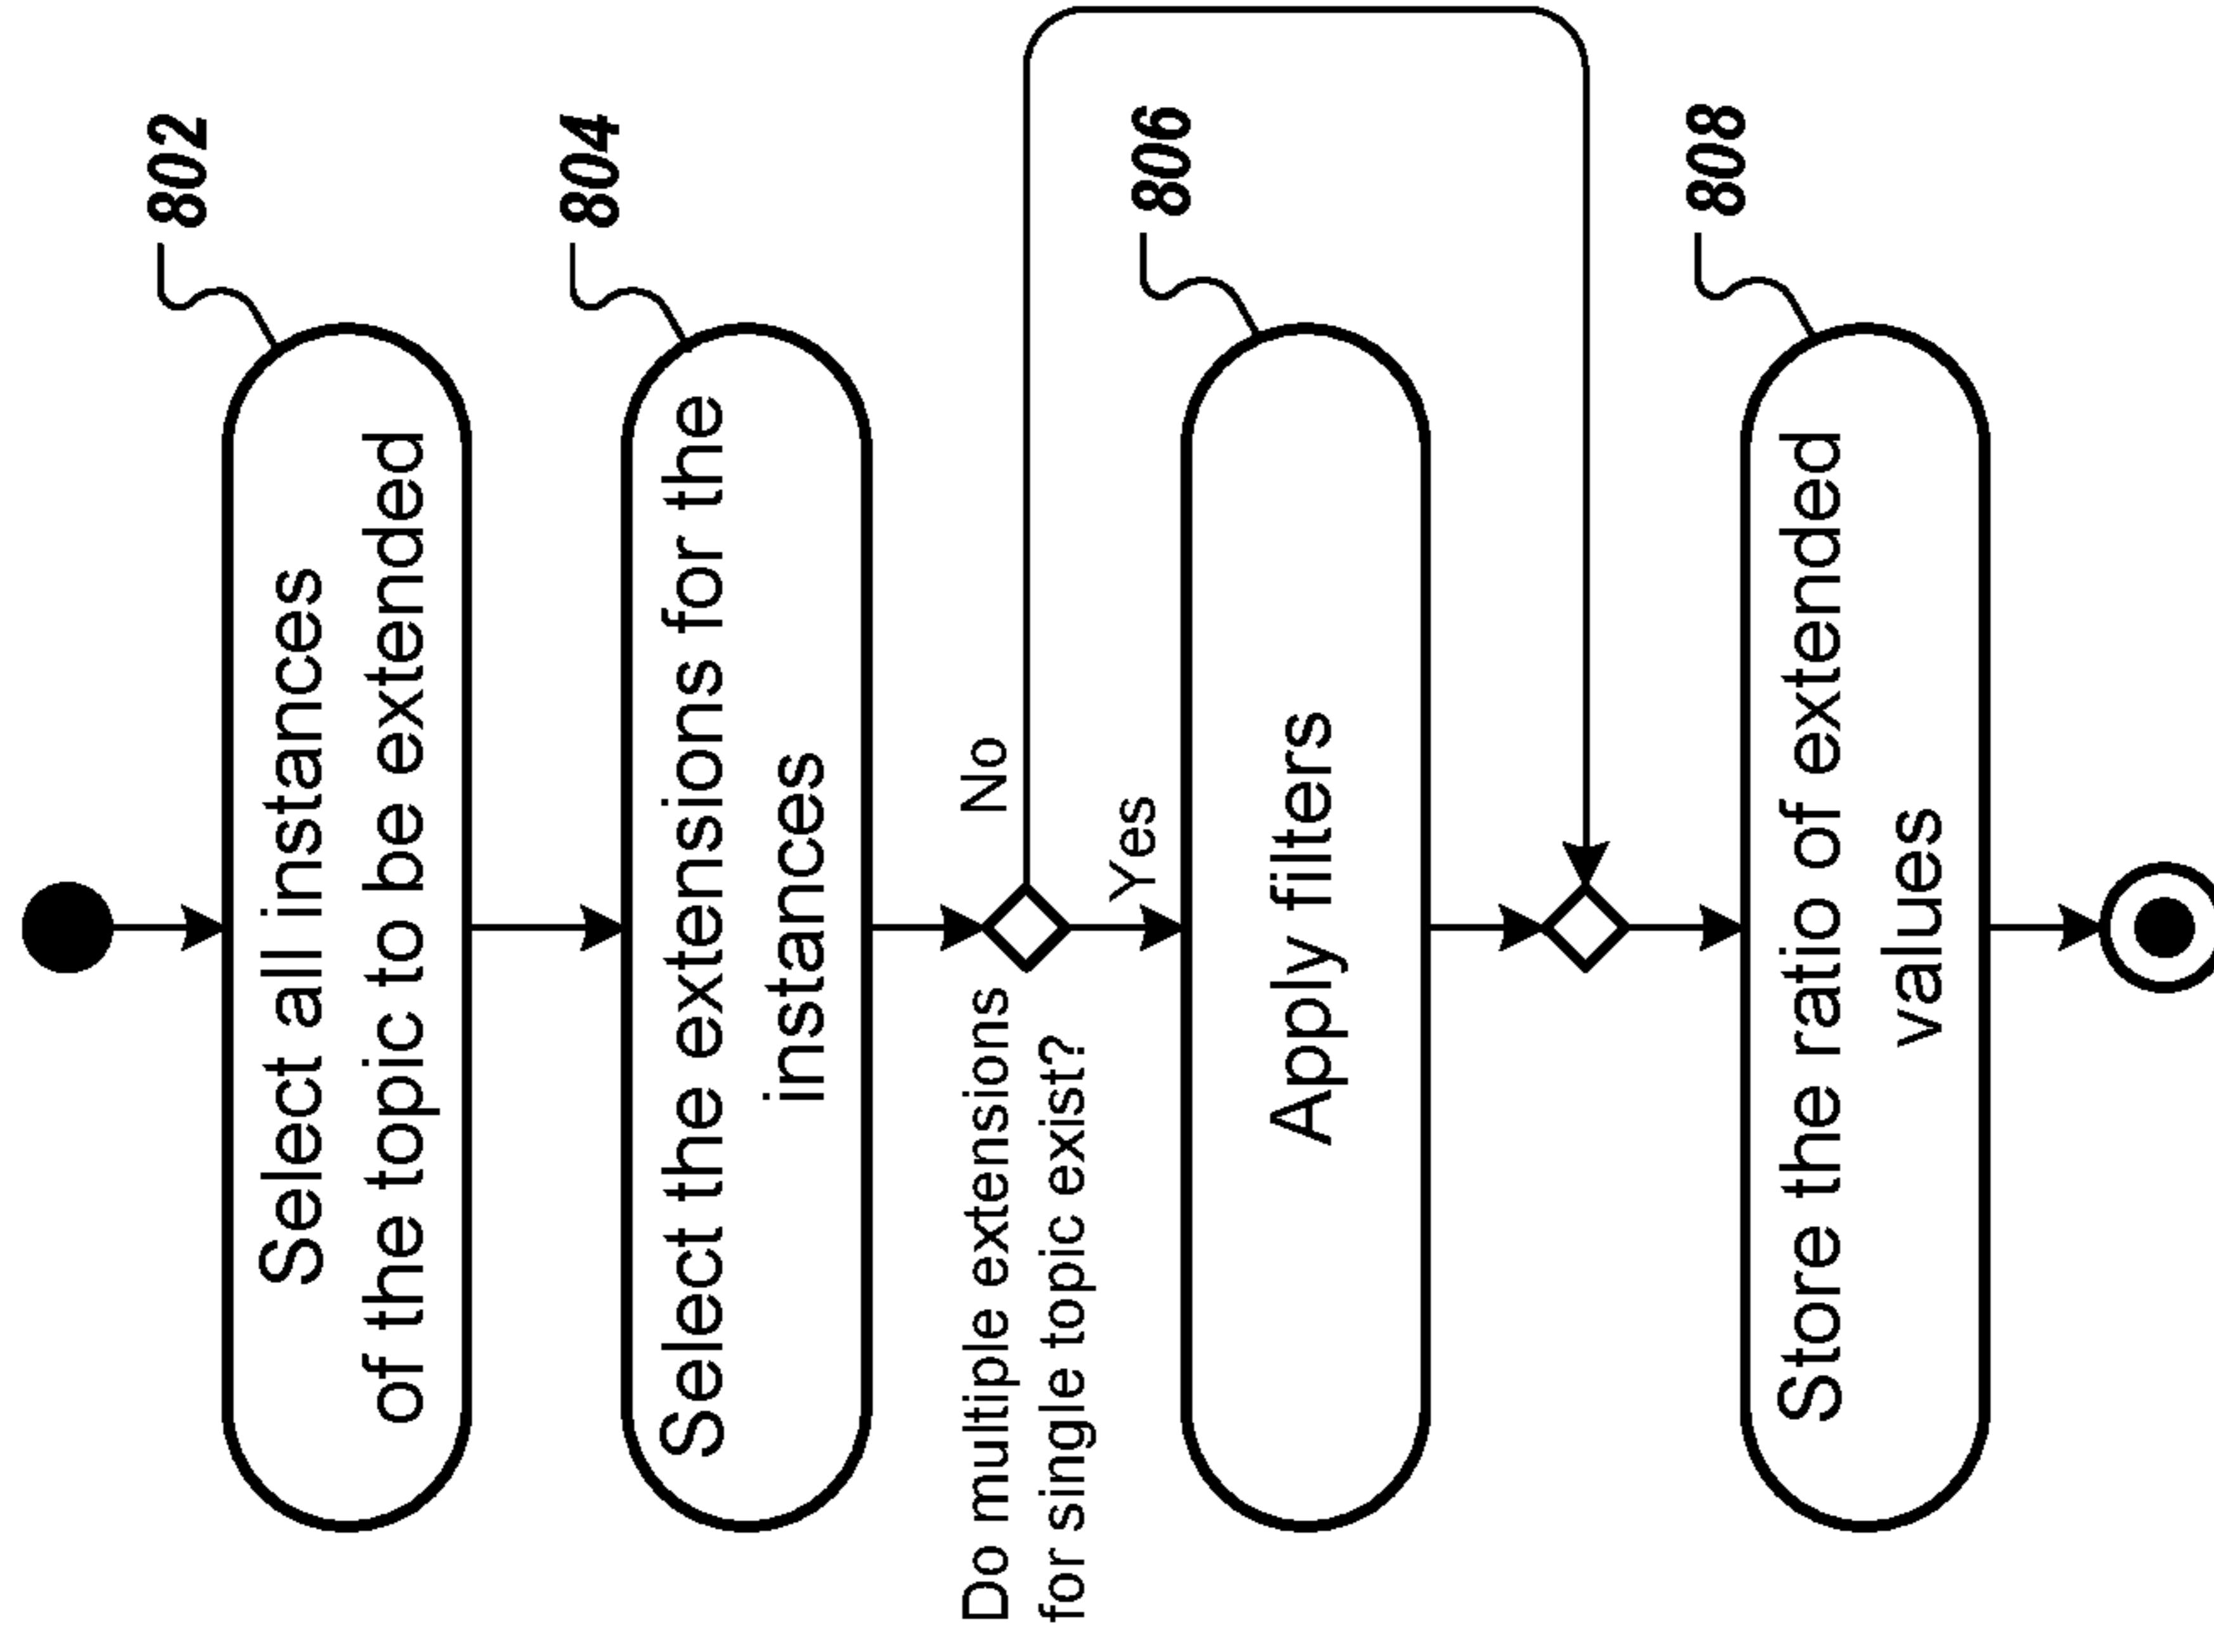 802
Select all instances
of the topic to be extended
804
Select the extensions for the
instances
Do multiple extensions
for single topic exist?
No
Yes
806
Apply filters
808
Store the ratio of extended
values